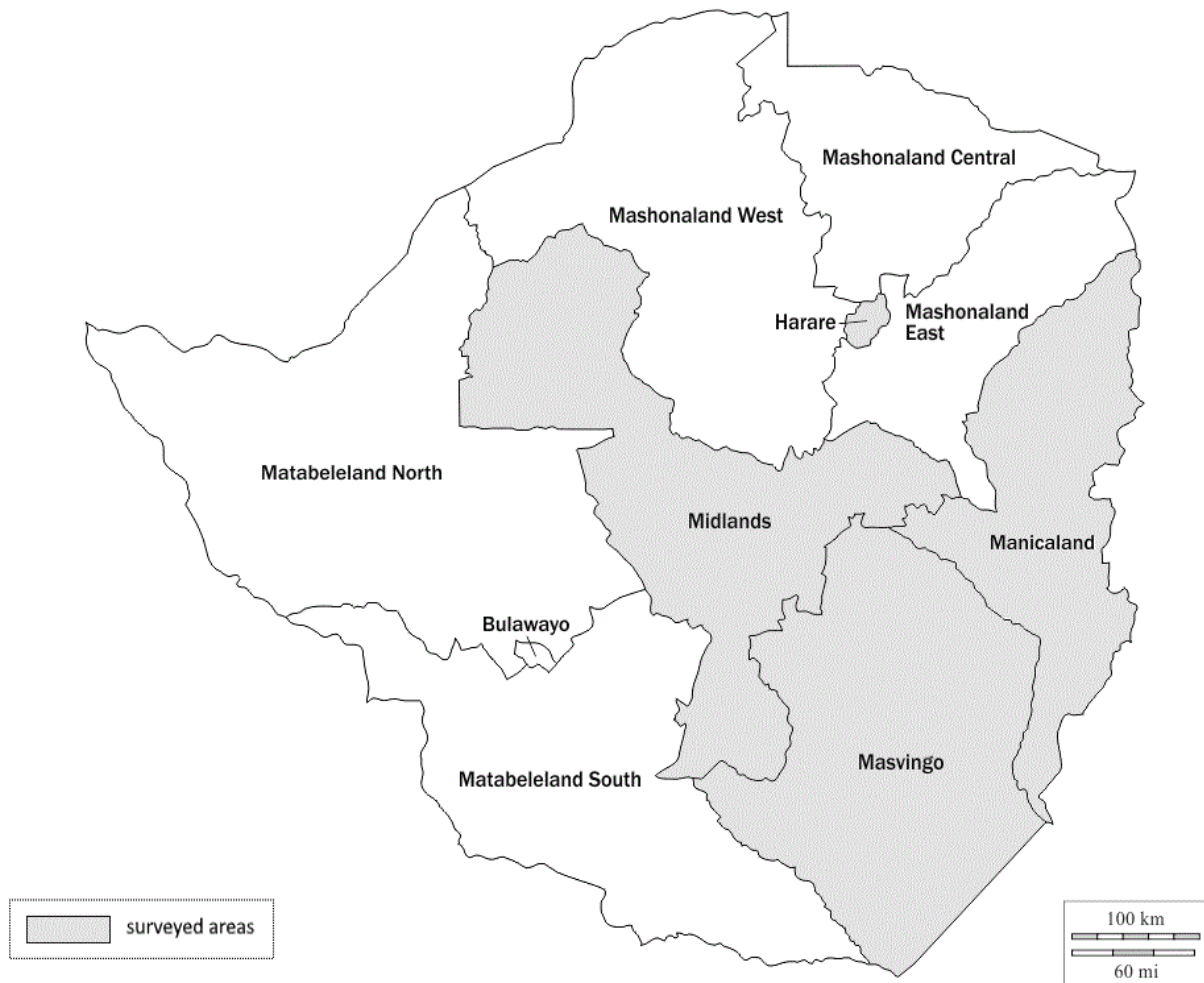 Mashonaland Central
Mashonaland West
Harare
Mashonaland
East
Matabeleland North
Midlands
Manicaland
Bulawayo
Masvingo
Matabeleland South
surveyed areas
100 km
60 mi